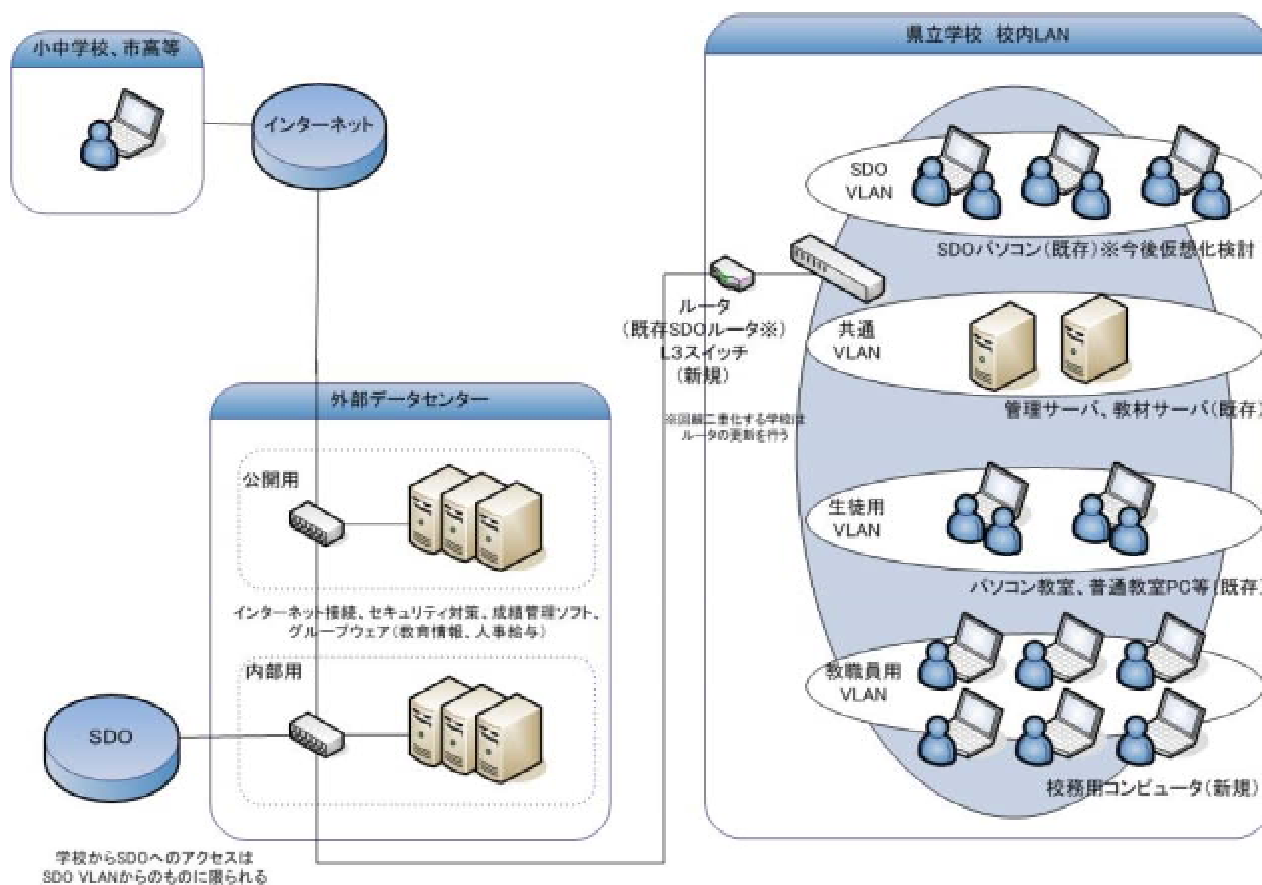 小中学校、市高等
インターネット
県立学校 校内LAN
SDO
VLAN
SDOパソコン(既存)※今後仮想化検討
ルータ
(既存SDOルータ※)
L3スイッチ
(新規)
※回線二重化する学校は
ルータの更新を行う
共通
VLAN
管理サーバ、教材サーバ(既存)
生徒用
VLAN
パソコン教室、普通教室PC等(既存)
教職員用
VLAN
校務用コンピュータ(新規)
外部データセンター
公開用
インターネット接続、セキュリティ対策、成績管理ソフト、
グループウェア(教育情報、人事給与)
内部用
SDO
学校からSDOへのアクセスは
SDO VLANからのものに限られる